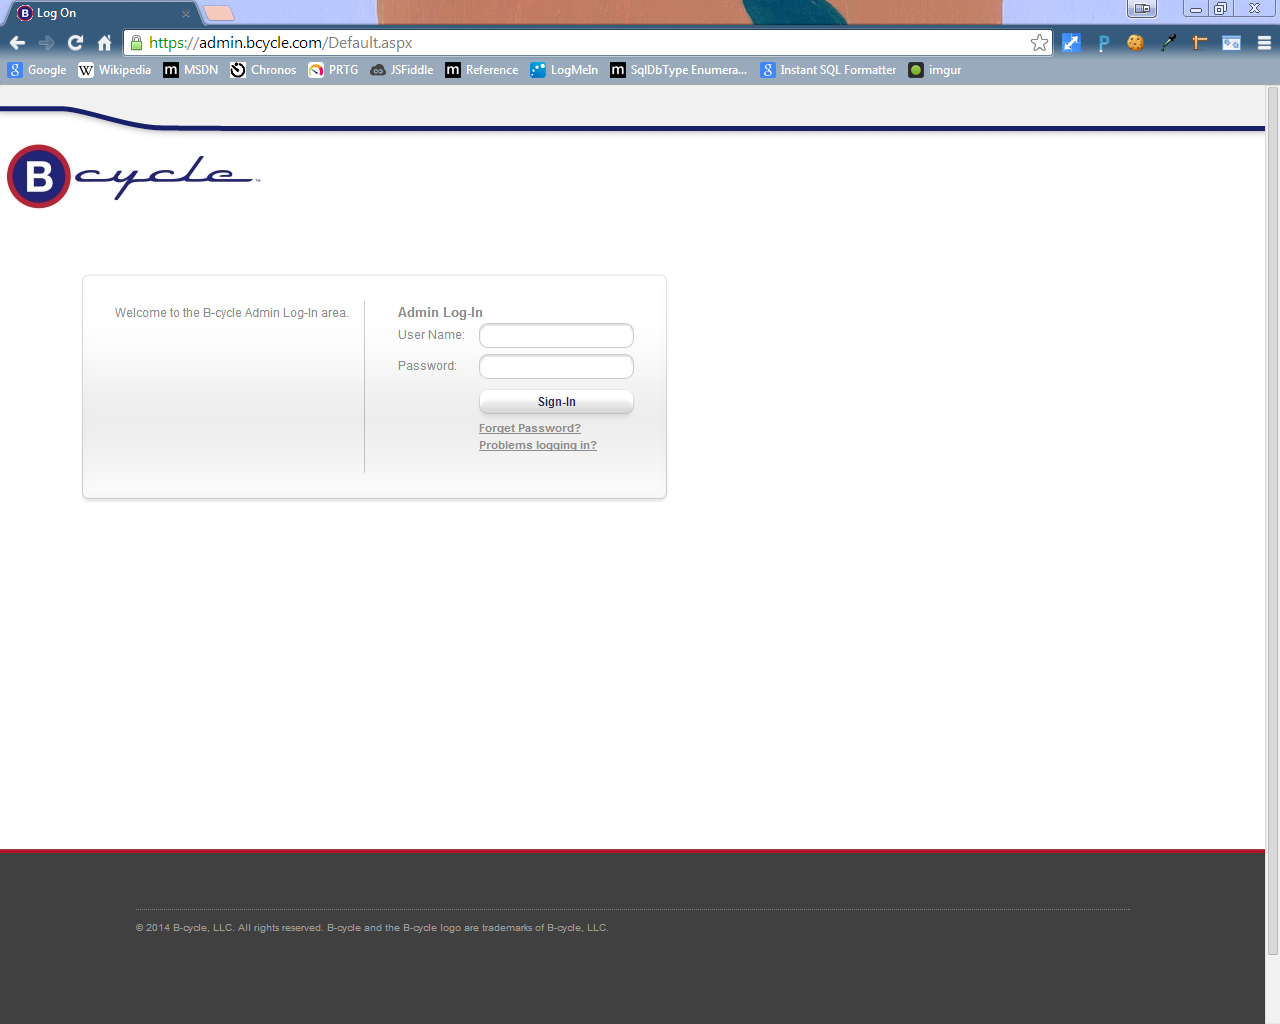 Log On
https://admin.bcycle.com/Default.aspx
Google Wikipedia MSDN Chronos PRTG JSFiddle Reference LogMeIn SqlDbType Enumera... Instant SQL Formatter imgur
B cycle ™
Welcome to the B-cycle Admin Log-In area.
Admin Log-In
User Name:
Password:
Sign-In
Forget Password?
Problems logging in?
© 2014 B-cycle, LLC. All rights reserved. B-cycle and the B-cycle logo are trademarks of B-cycle, LLC.